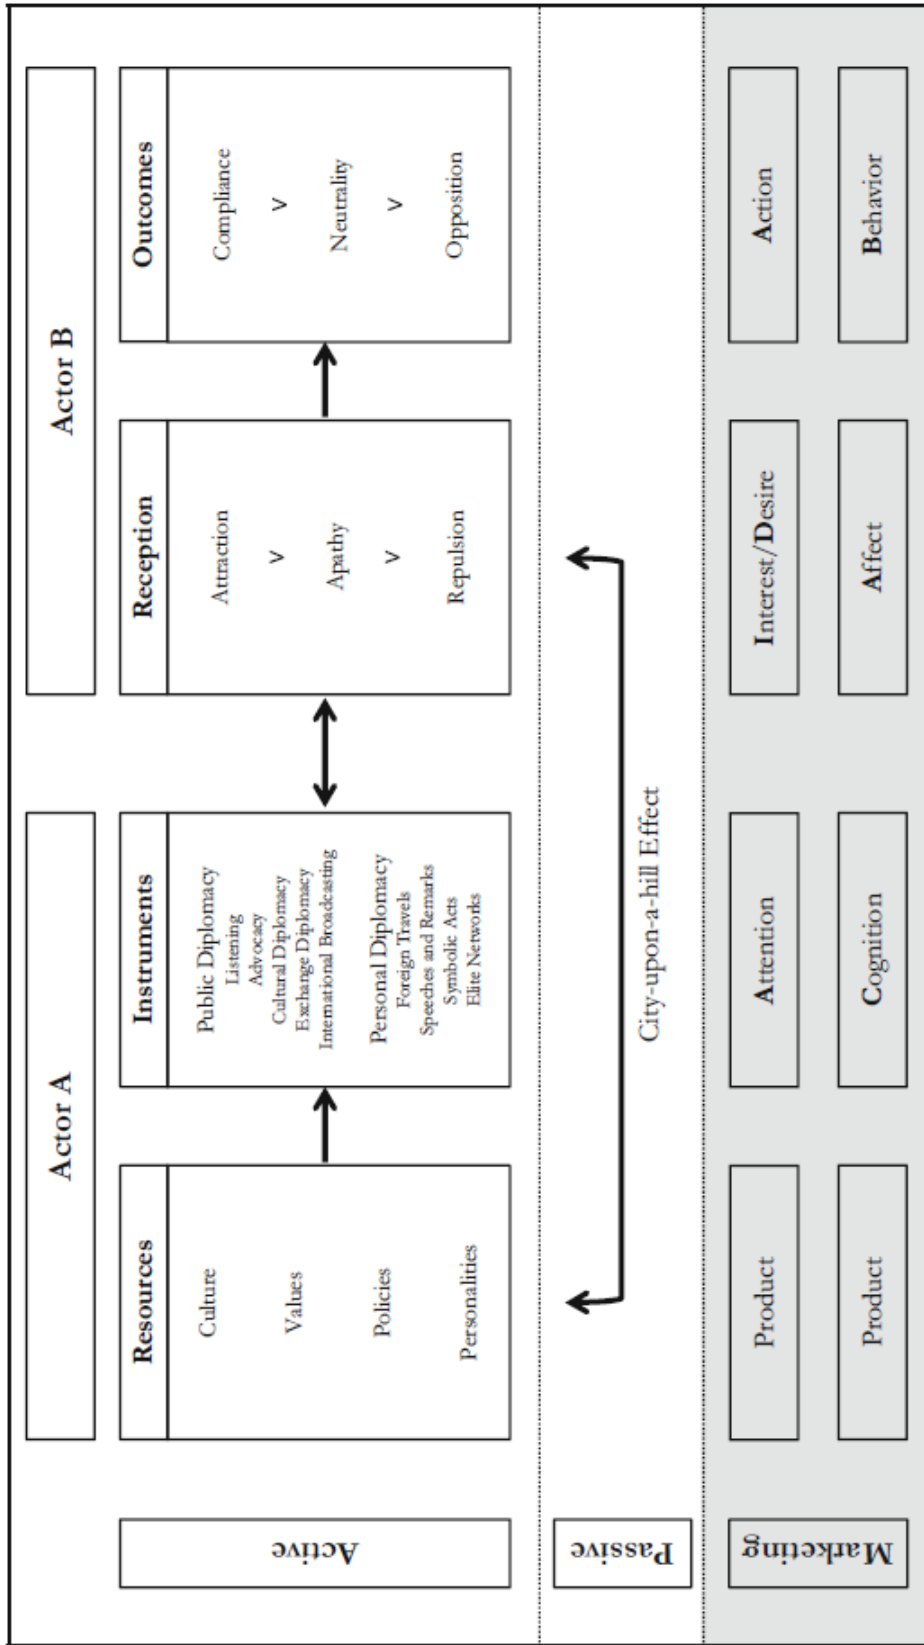 Actor A
Actor B
Active
Resources
Culture
Values
Policies
Personalities
Instruments
Public Diplomacy
Listening
Advocacy
Cultural Diplomacy
Exchange Diplomacy
International Broadcasting
Personal Diplomacy
Foreign Travels
Speeches and Remarks
Symbolic Acts
Elite Networks
Reception
Attraction
v
Apathy
v
Repulsion
Outcomes
Compliance
v
Neutrality
v
Opposition
Passive
City-upon-a-hill Effect
Marketing
Product
Attention
Interest/Desire
Action
Product
Cognition
Affect
Behavior